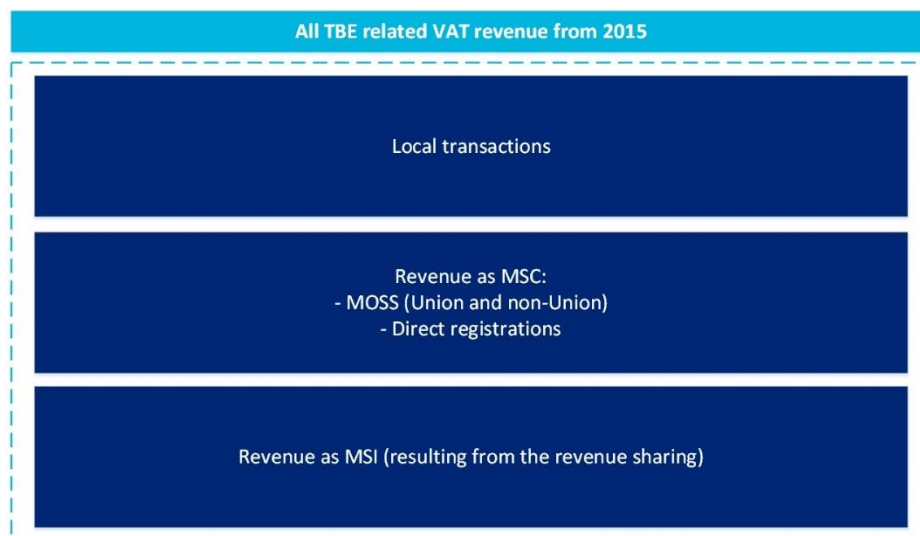 All TBE related VAT revenue from 2015
Local transactions
Revenue as MSC:
- MOSS (Union and non-Union)
- Direct registrations
Revenue as MSI (resulting from the revenue sharing)